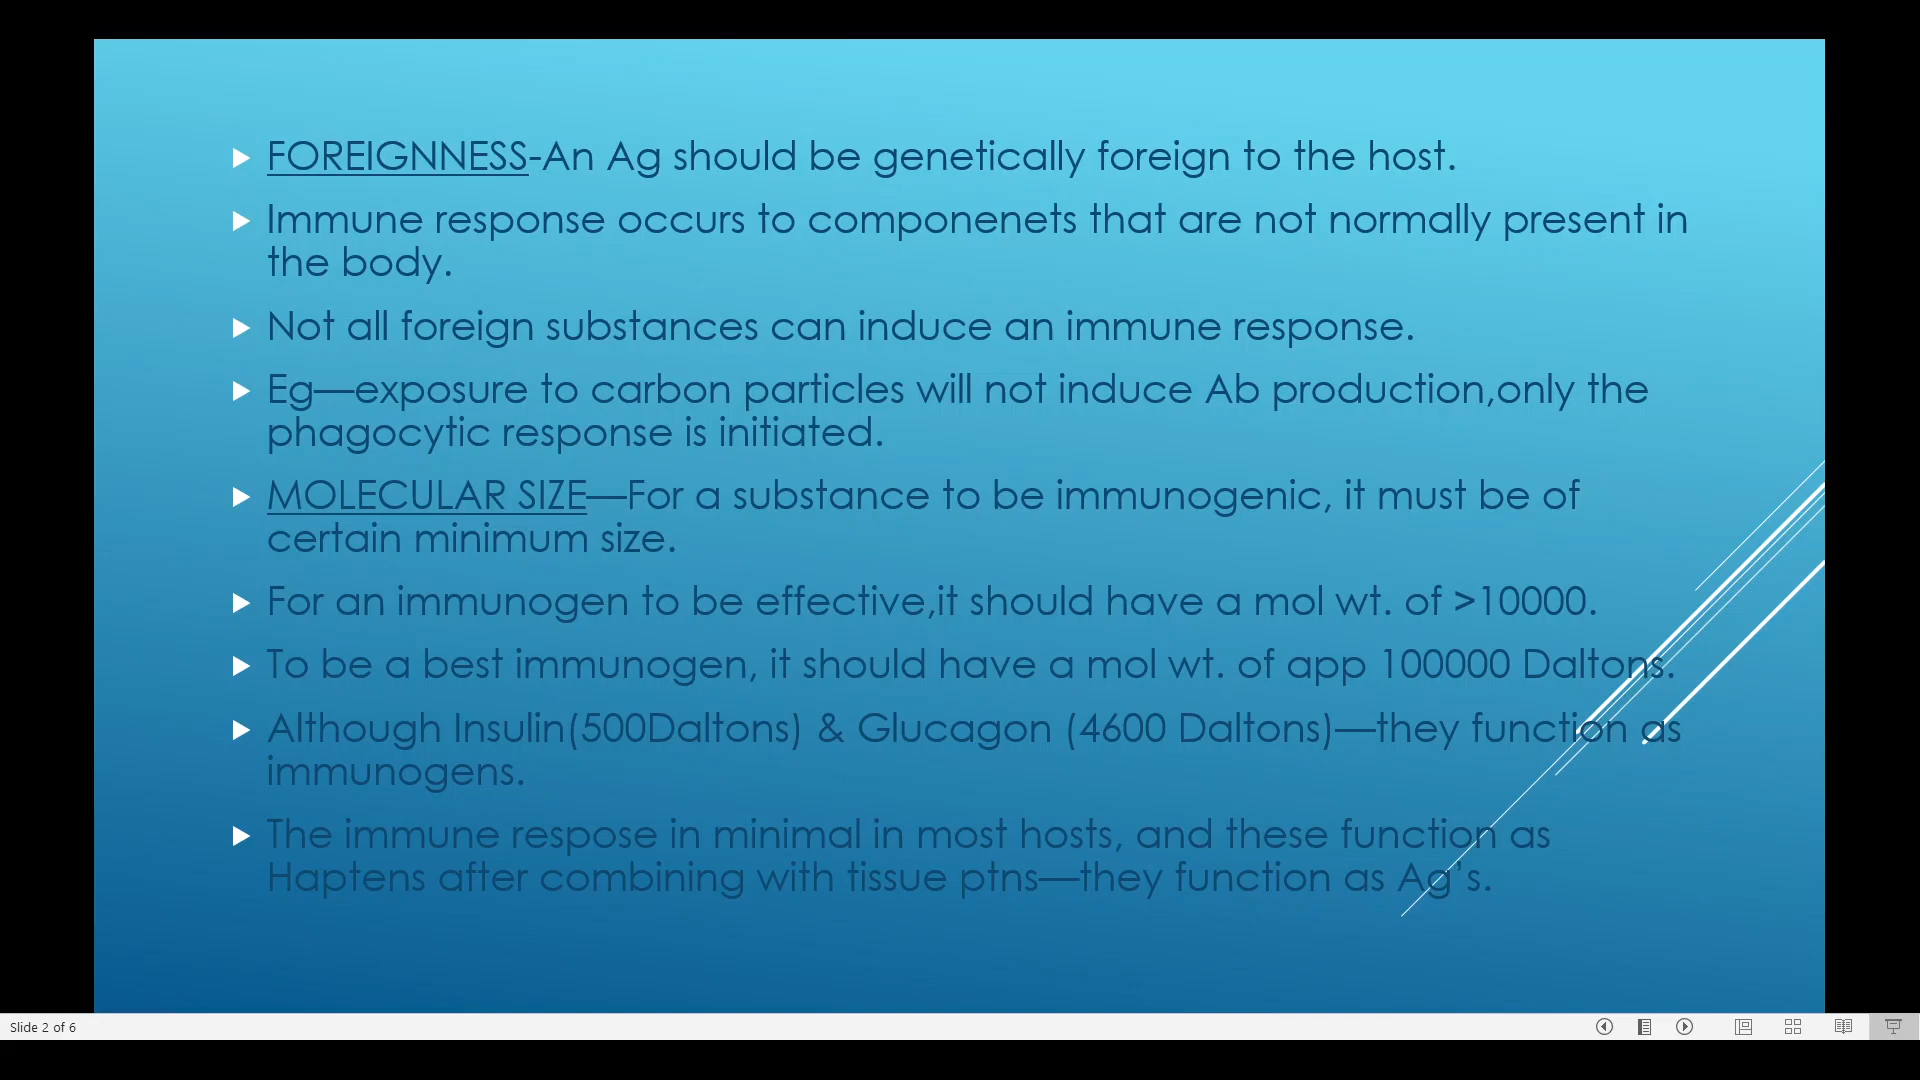 FOREIGNNESS-An Ag should be genetically foreign to the host.
Immune response occurs to componenets that are not normally present in
the body.
Not all foreign substances can induce an immune response.
Eg—exposure to carbon particles will not induce Ab production,only the
phagocytic response is initiated.
MOLECULAR SIZE—For a substance to be immunogenic, it must be of
certain minimum size.
For an immunogen to be effective,it should have a mol wt. of >10000.
To be a best immunogen, it should have a mol wt. of app 100000 Daltons.
Although Insulin(500Daltons) & Glucagon (4600 Daltons)—they function as
immunogens.
The immune respose in minimal in most hosts, and these function as
Haptens after combining with tissue ptns—they function as Ag’s.
Slide 2 of 6